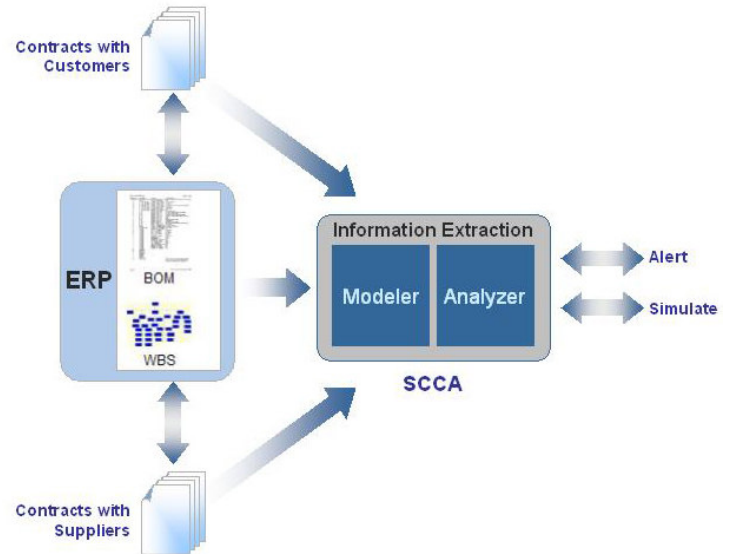 Contracts with
Customers
ERP
BOM
WBS
Information Extraction
Modeler
Analyzer
SCCA
Alert
Simulate
Contracts with
Suppliers